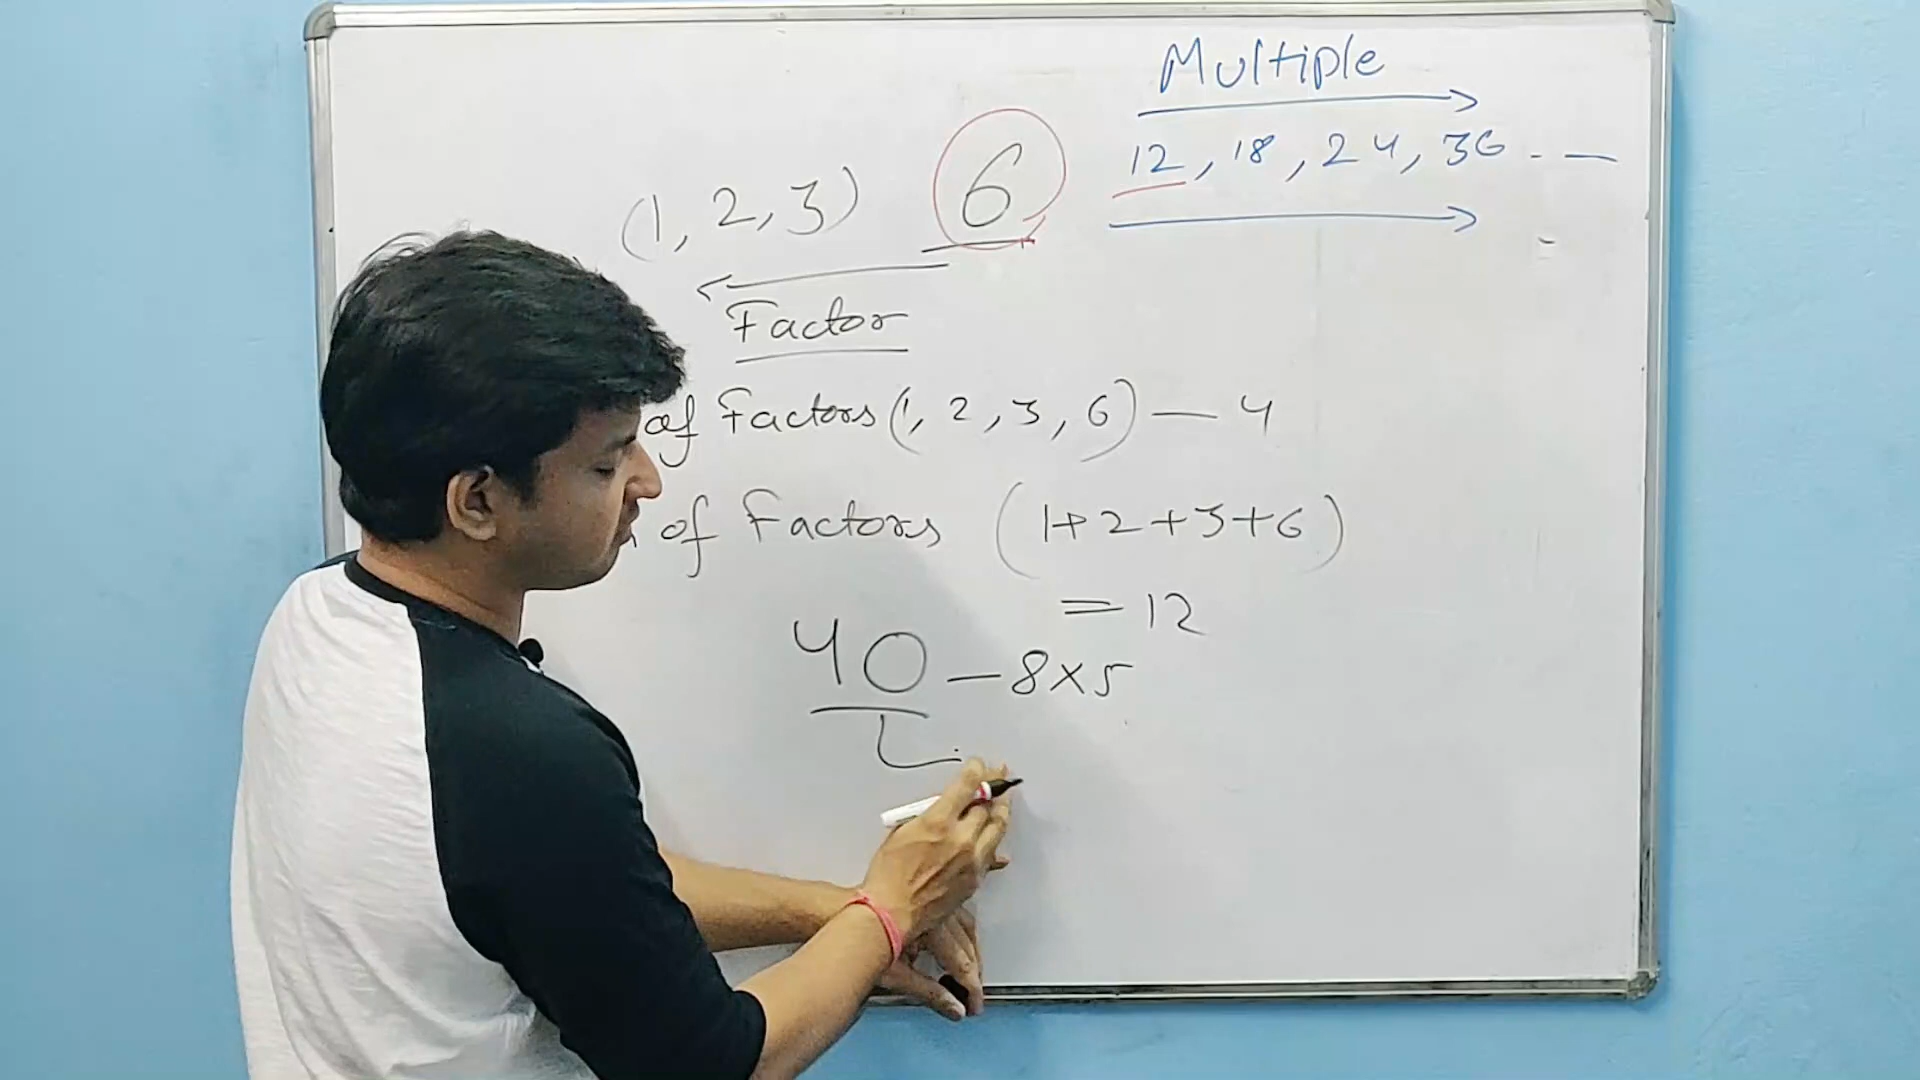 Multiple
12, 18, 24, 36 - —
(1, 2, 3) 6
Factor
of Factors (1, 2, 3, 6) — 4
of Factors (1+2+3+6)
= 12
40 — 8×5